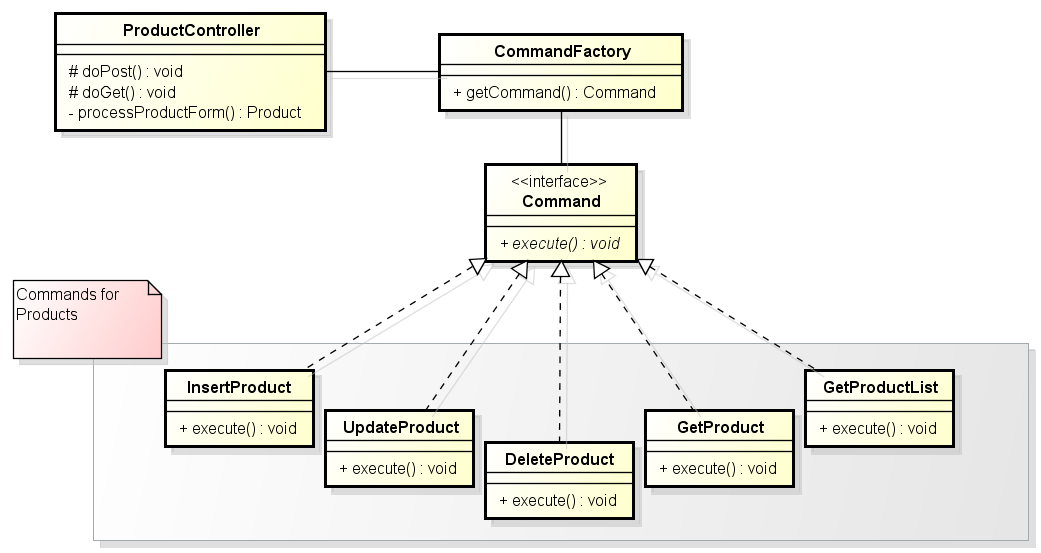 ProductController
# doPost() : void
# doGet() : void
- processProductForm() : Product
CommandFactory
+ getCommand() : Command
<<interface>>
Command
+ execute() : void
Commands for
Products
InsertProduct
+ execute() : void
UpdateProduct
+ execute() : void
DeleteProduct
+ execute() : void
GetProduct
+ execute() : void
GetProductList
+ execute() : void